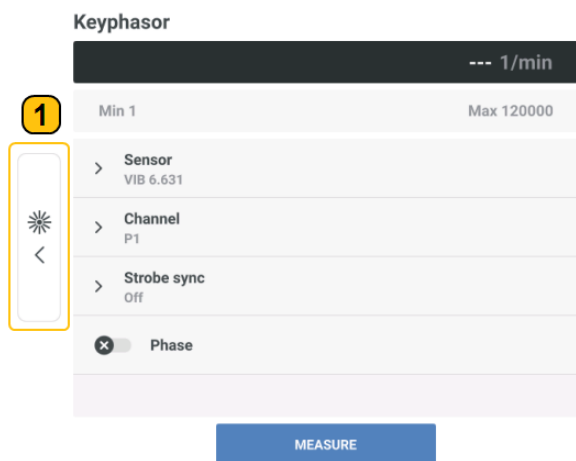 Keyphasor
--- 1/min
1
Min 1 Max 120000
Sensor
VIB 6.631
Channel
P1
Strobe sync
Off
Phase
MEASURE